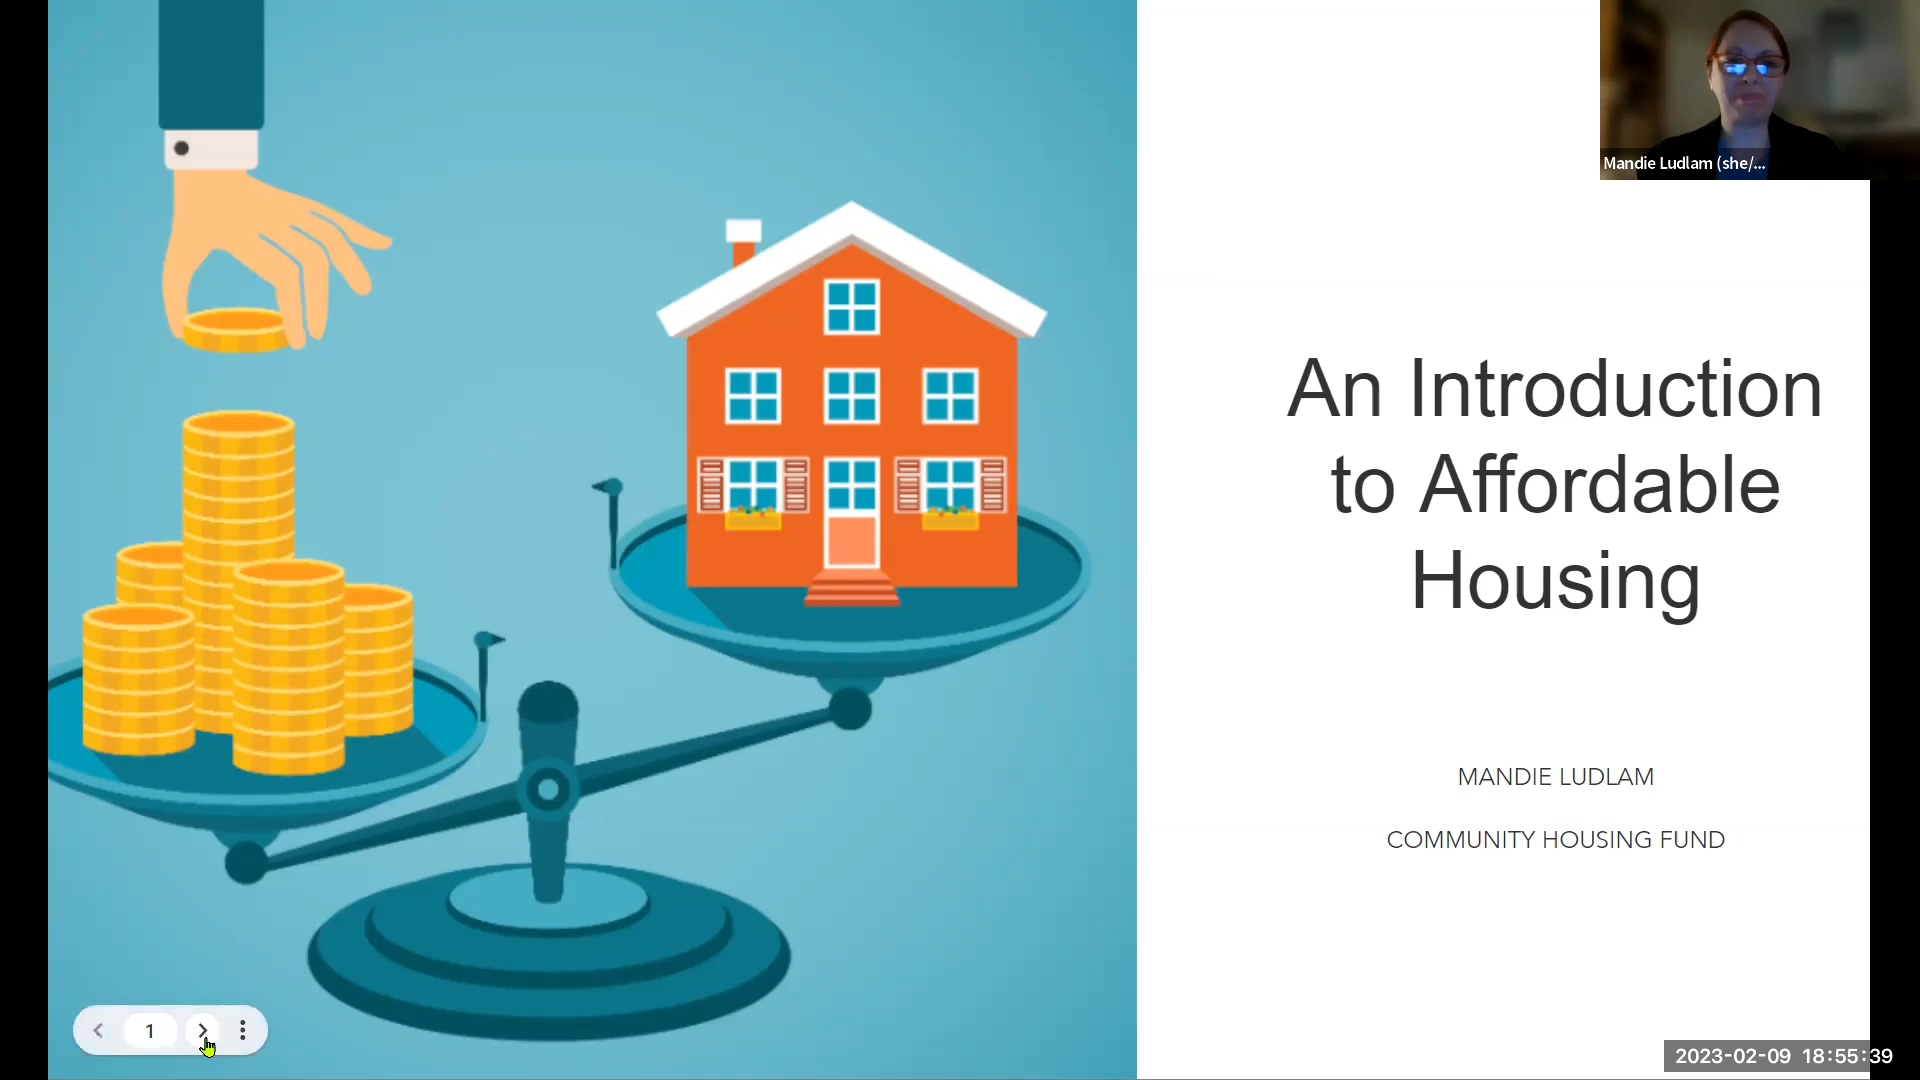 Mandie Ludlam (she/...
An Introduction
to Affordable
Housing
MANDIE LUDLAM
COMMUNITY HOUSING FUND
1
2023-02-09 18:55:39